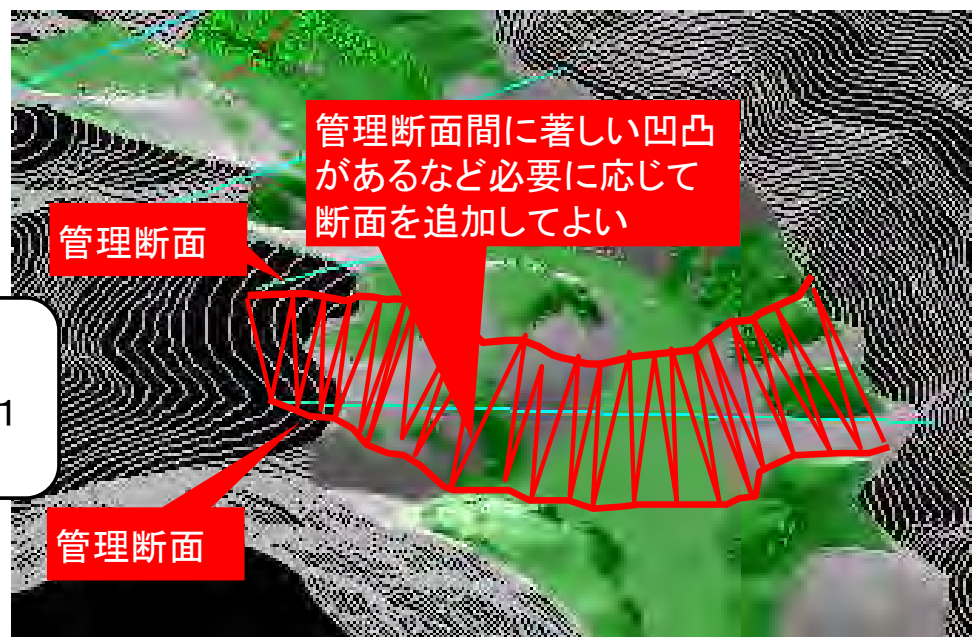 管理断面間に著しい凹凸
があるなど必要に応じて
断面を追加してよい
管理断面
1
管理断面